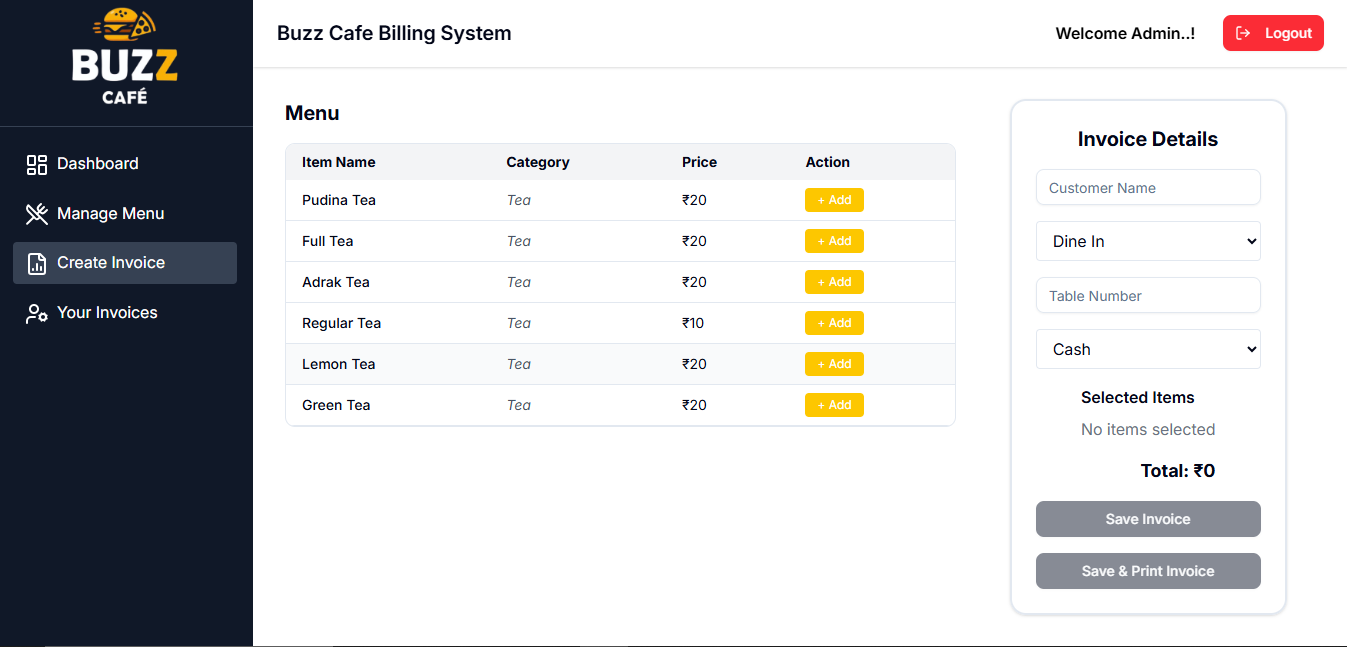 BUZZ
CAFÉ
Buzz Cafe Billing System
Welcome Admin..!
Logout
Dashboard
Manage Menu
Create Invoice
Your Invoices
Menu
Item Name Category Price Action
Pudina Tea Tea ₹20 + Add
Full Tea Tea ₹20 + Add
Adrak Tea Tea ₹20 + Add
Regular Tea Tea ₹10 + Add
Lemon Tea Tea ₹20 + Add
Green Tea Tea ₹20 + Add
Invoice Details
Customer Name
Dine In
Table Number
Cash
Selected Items
No items selected
Total: ₹0
Save Invoice
Save & Print Invoice